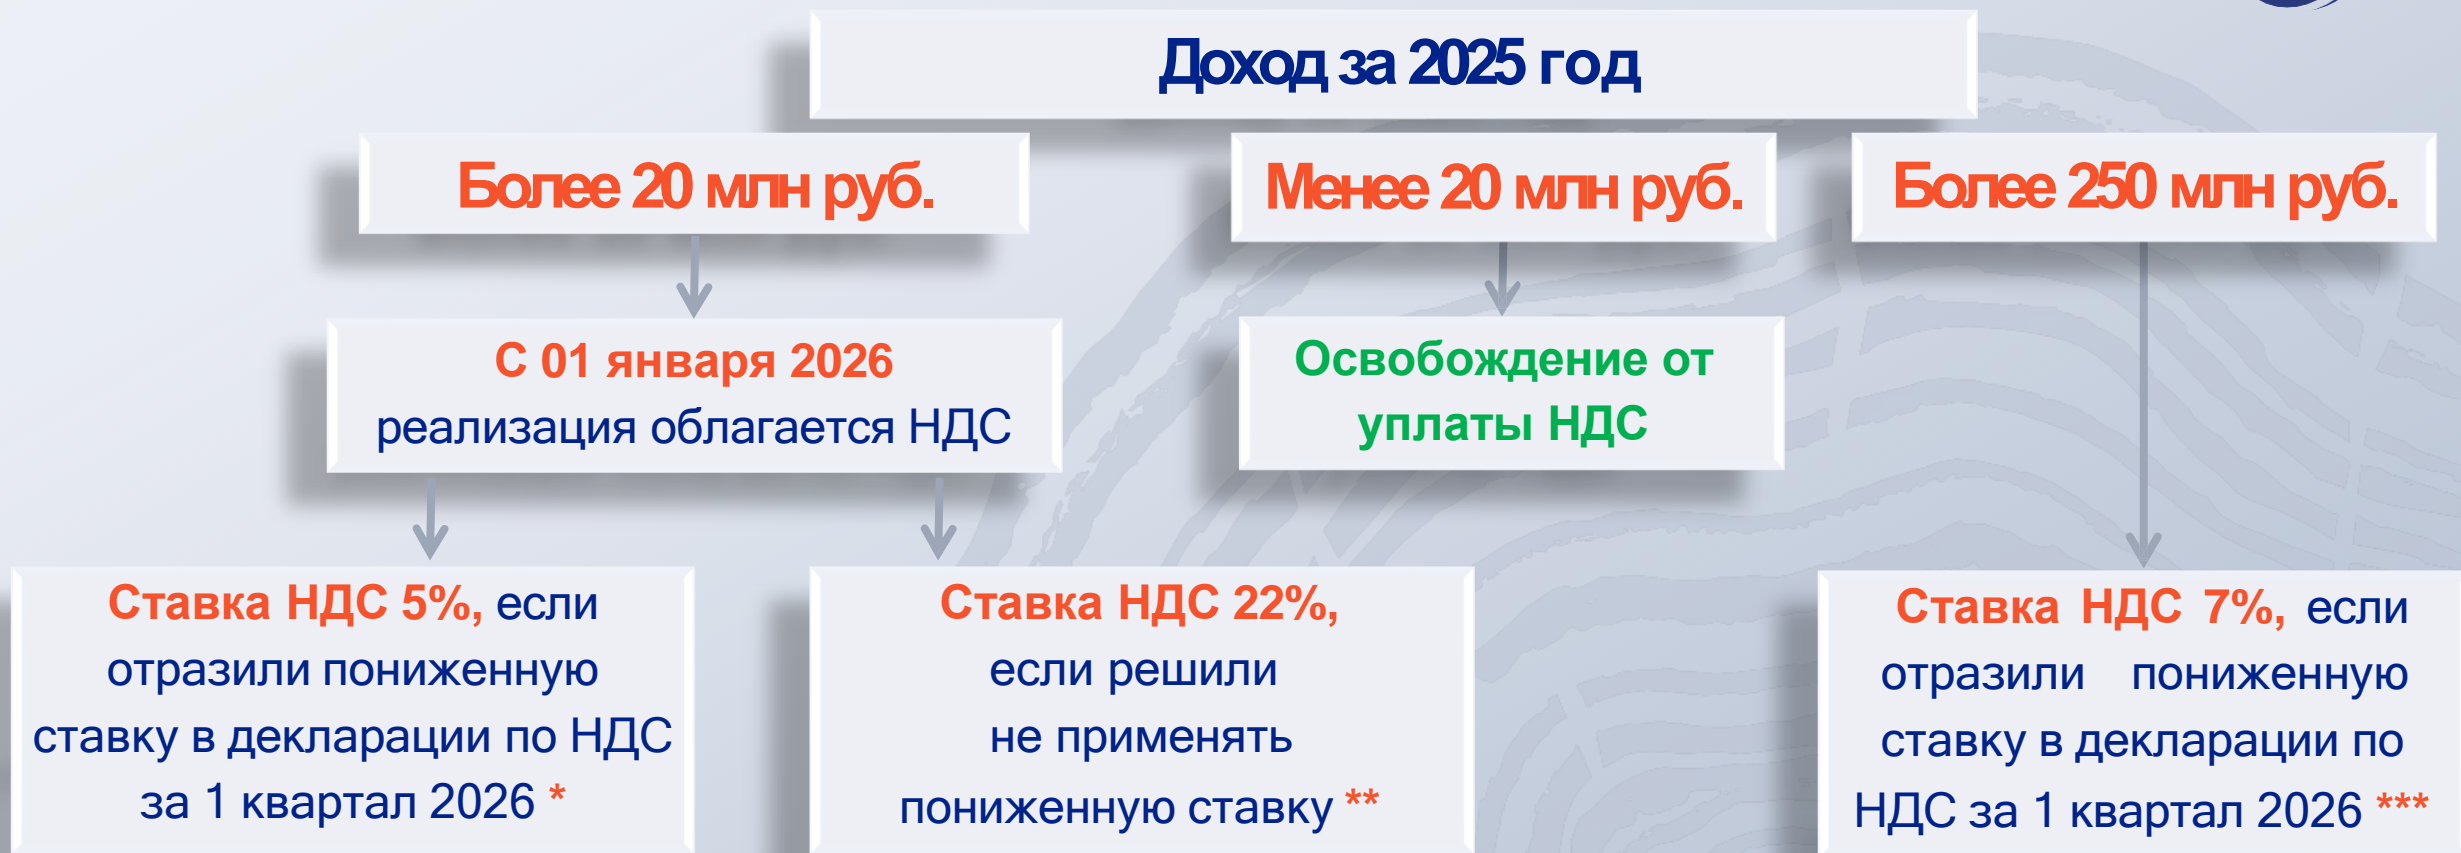 Доход за 2025 год
Более 20 млн руб.
Менее 20 млн руб.
Более 250 млн руб.
С 01 января 2026
реализация облагается НДС
Освобождение от
уплаты НДС
Ставка НДС 5%, если
отразили пониженную
ставку в декларации по НДС
за 1 квартал 2026 *
Ставка НДС 22%,
если решили
не применять
пониженную ставку **
Ставка НДС 7%, если
отразили пониженную
ставку в декларации по
НДС за 1 квартал 2026 ***